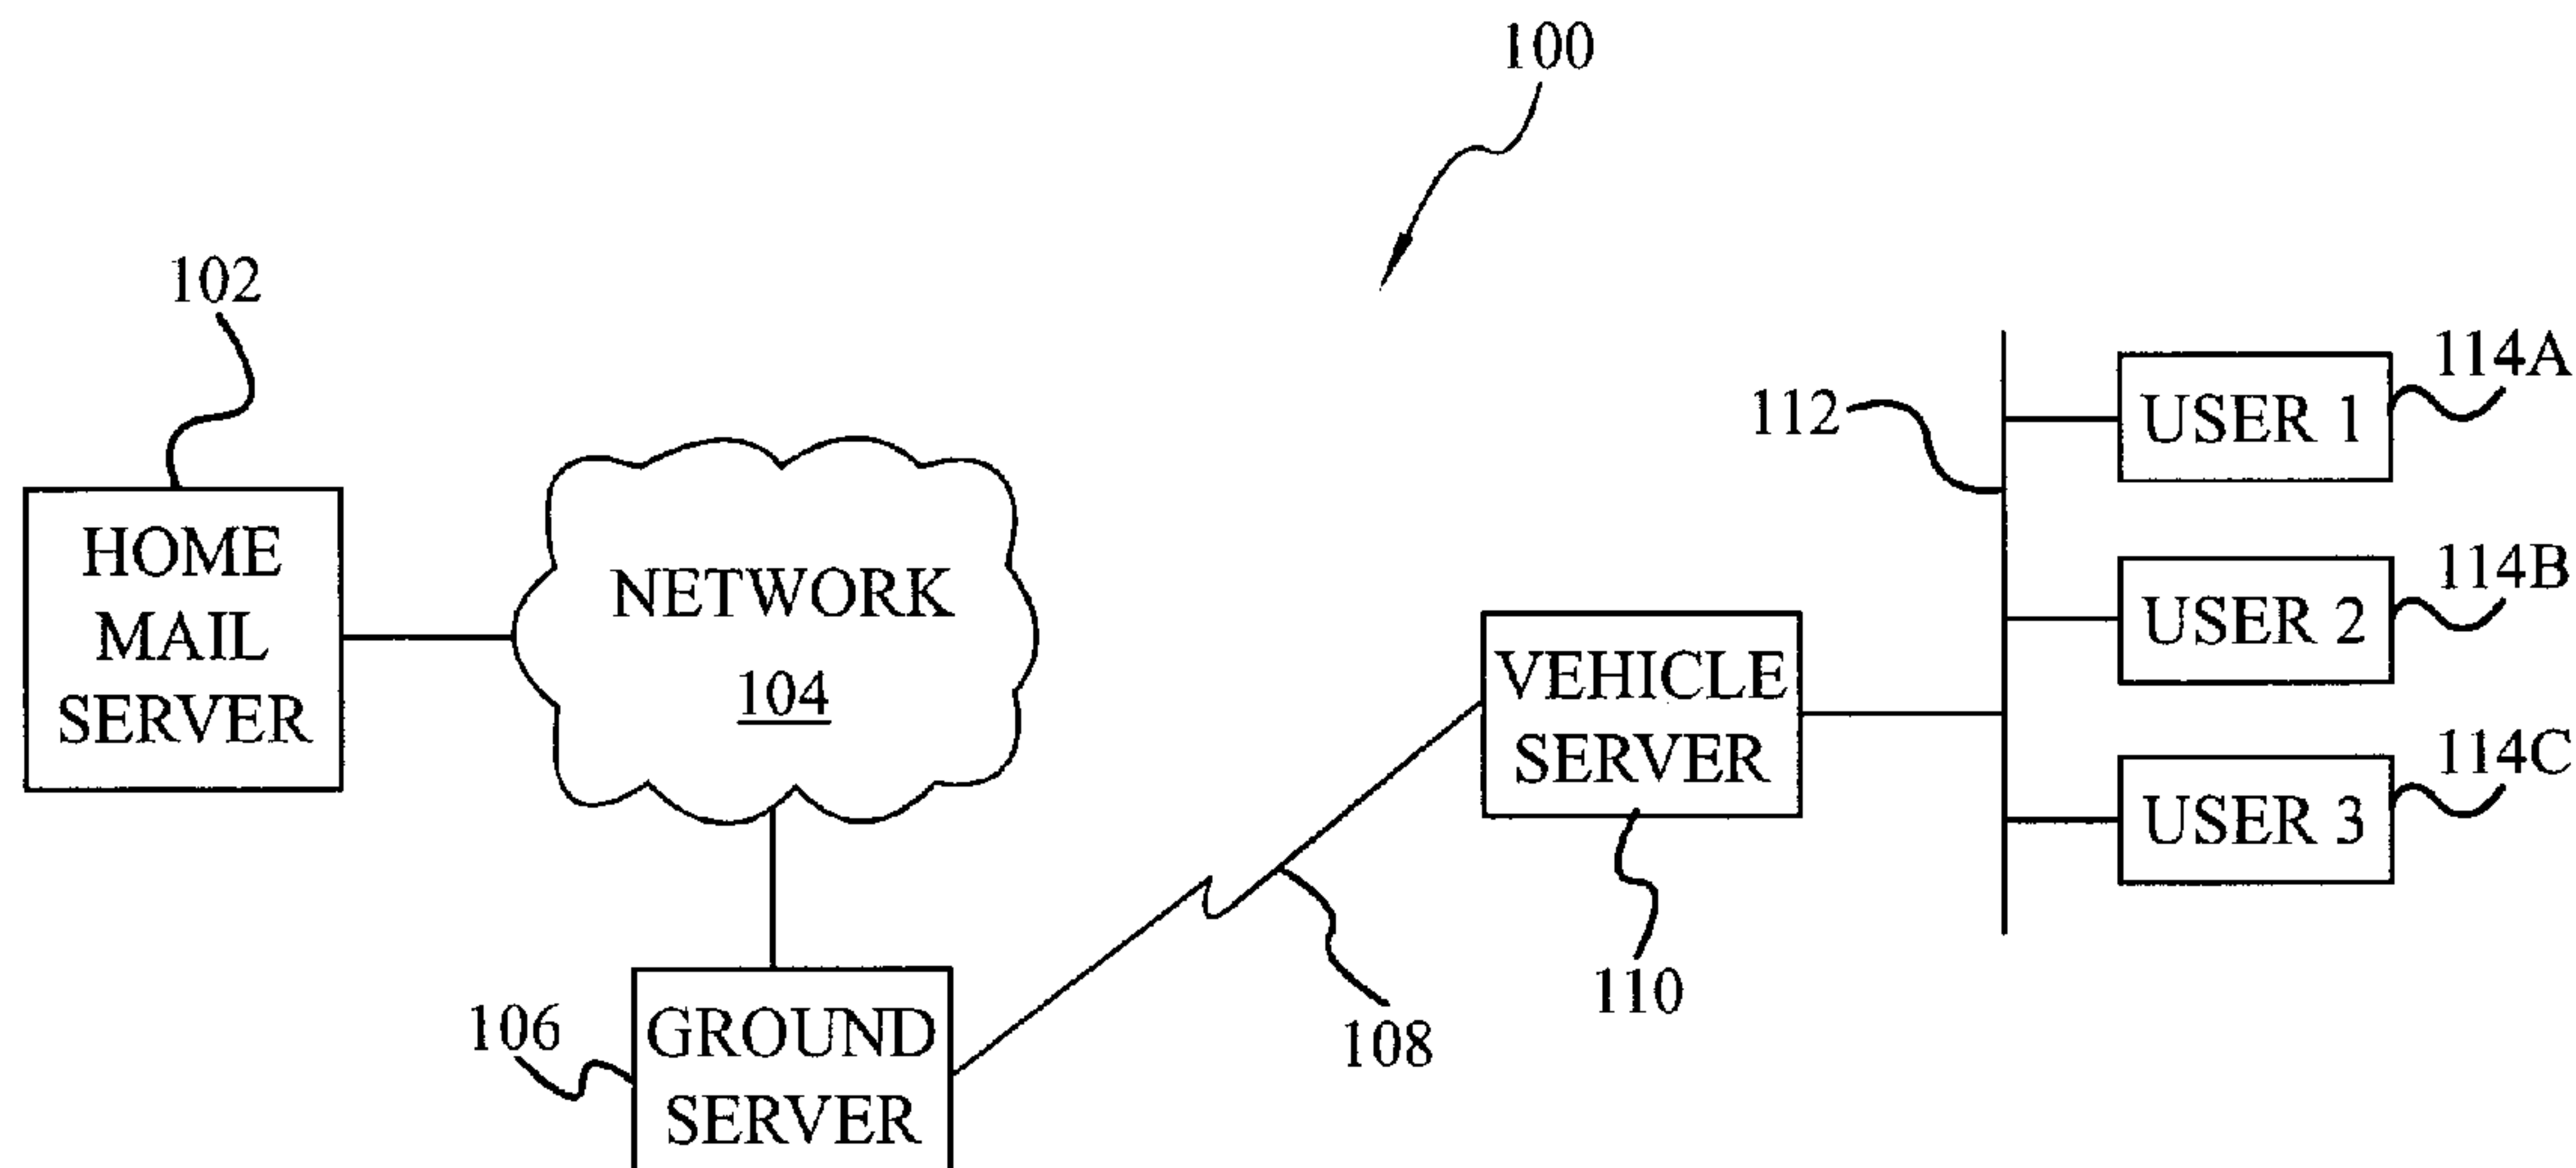 100
102
HOME
MAIL
SERVER
NETWORK
104
106
GROUND
SERVER
108
VEHICLE
SERVER
110
112
USER 1
114A
USER 2
114B
USER 3
114C